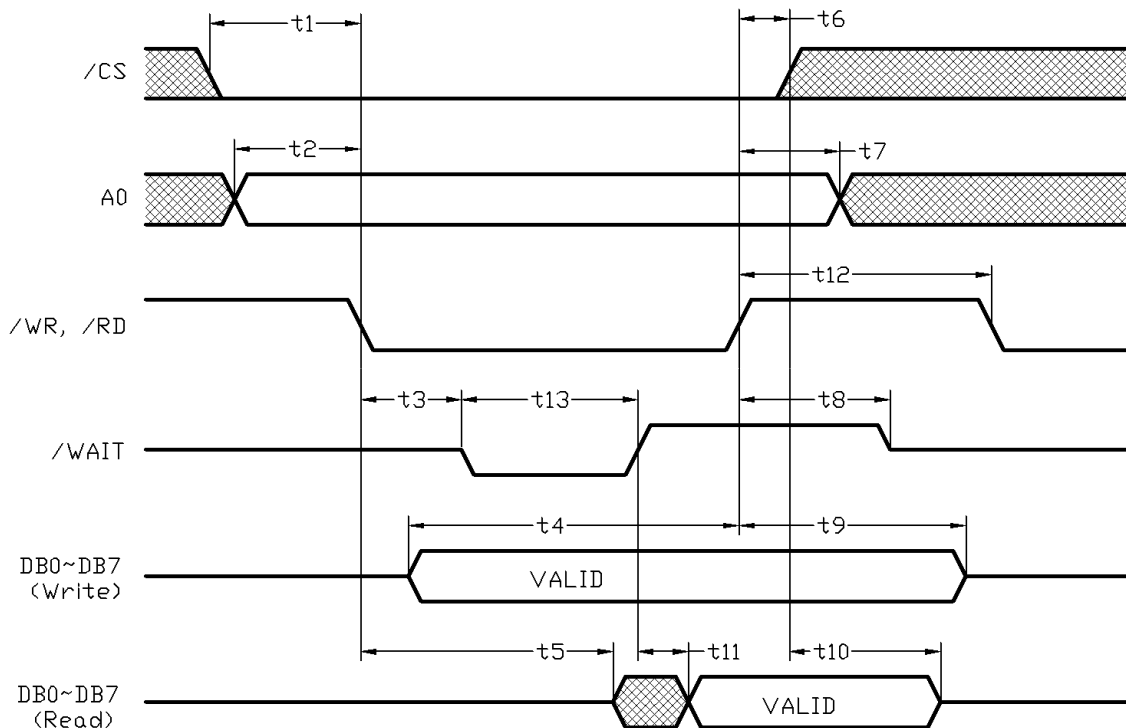 t1
t6
/CS
t2
t7
A0
t12
/WR, /RD
t3
t13
t8
/WAIT
t4
t9
DB0~DB7
(Write)
VALID
t5
t11
t10
DB0~DB7
(Read)
VALID